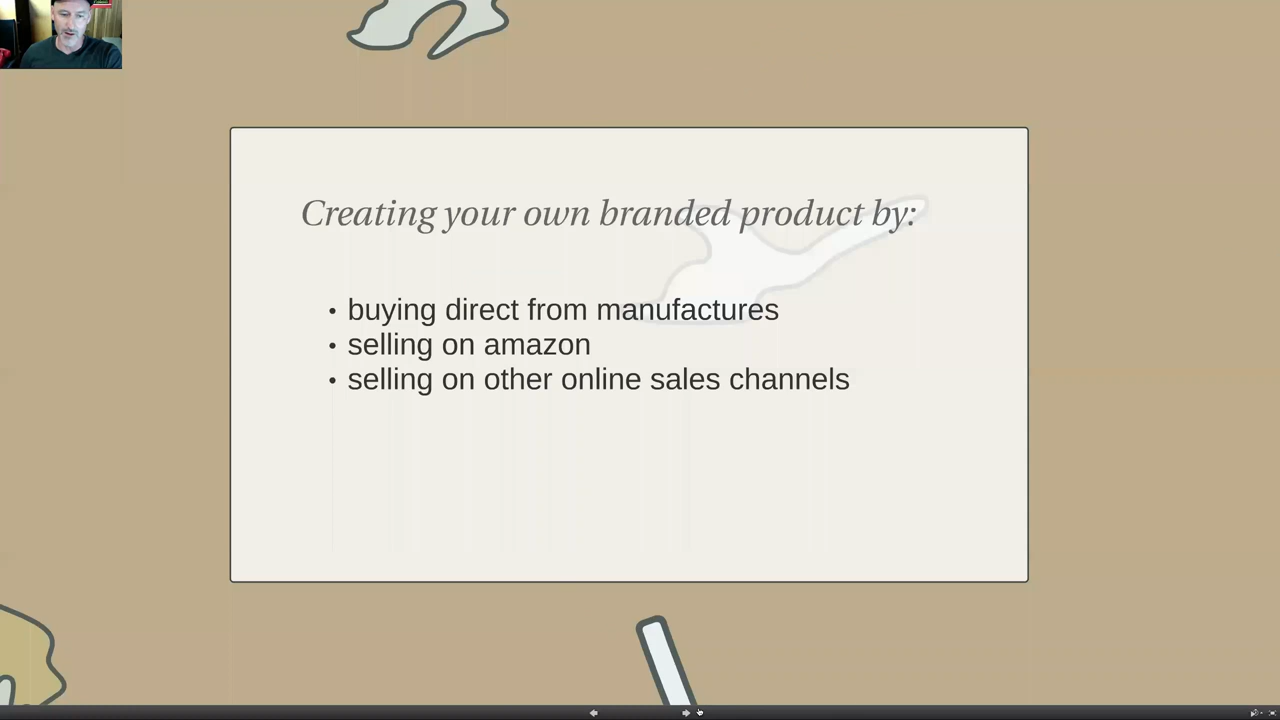 Creating your own branded product by:
• buying direct from manufactures
• selling on amazon
• selling on other online sales channels